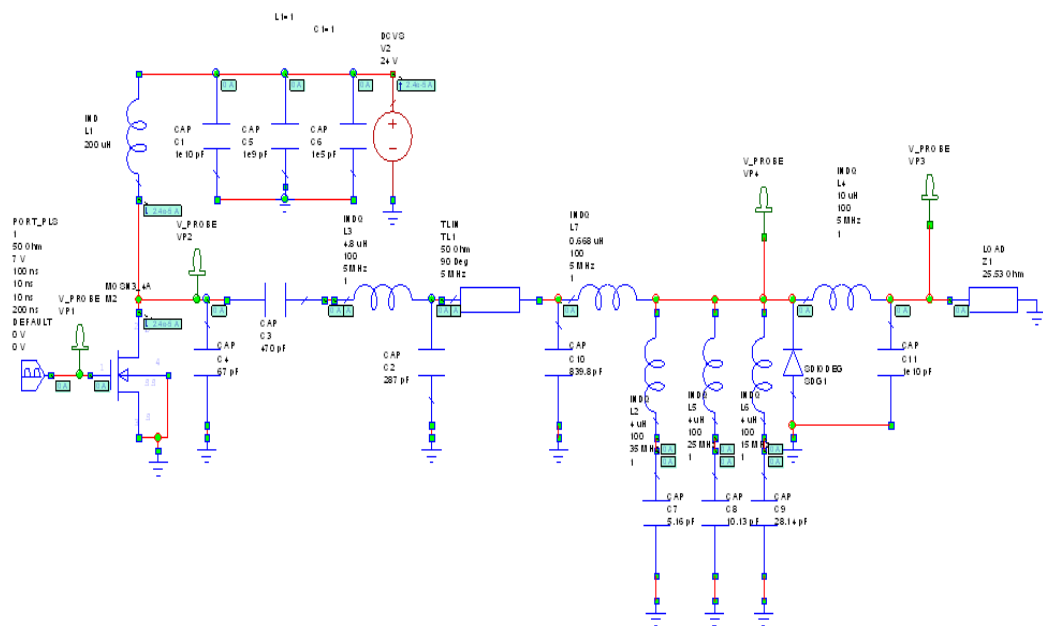 L1=1
C1=1
DCVS
V2
24 V
IND
L1
200 uH
CAP
C1
1e10 pF
CAP
C5
1e9 pF
CAP
C6
1e5 pF
0 A
0 A
0 A
PORT_PLS
1
50 Ohm
7 V
100 ns
10 ns
10 ns
200 ns
DEFAULT
0 V
0 V
V_PROBE
VP1
M2
V_PROBE
VP2
CAP
C4
67 pF
CAP
C3
470 pF
INDQ
L3
4.8 uH
100
5 MHz
1
CAP
C2
287 pF
TLIN
TL1
50 Ohm
90 Deg
5 MHz
CAP
C10
839.8 pF
INDQ
L7
0.668 uH
100
5 MHz
1
INDQ
L2
4 uH
100
35 MHz
1
INDQ
L5
4 uH
100
25 MHz
1
INDQ
L6
4 uH
100
15 MHz
1
CAP
C7
5.16 pF
CAP
C8
10.13 pF
CAP
C9
28.14 pF
V_PROBE
VP4
SDIODEG
SDG1
INDQ
L4
10 uH
100
5 MHz
1
V_PROBE
VP3
CAP
C11
1e10 pF
LOAD
Z1
25.53 Ohm